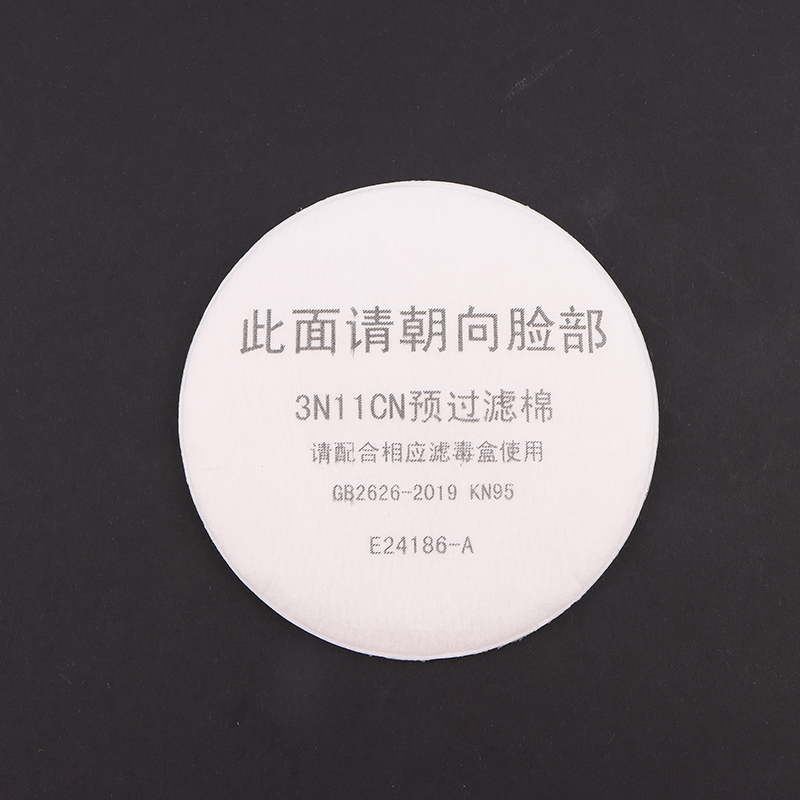 此面请朝向脸部
3N11CN预过滤棉
请配合相应滤毒盒使用
GB2626-2019 KN95
E24186-A